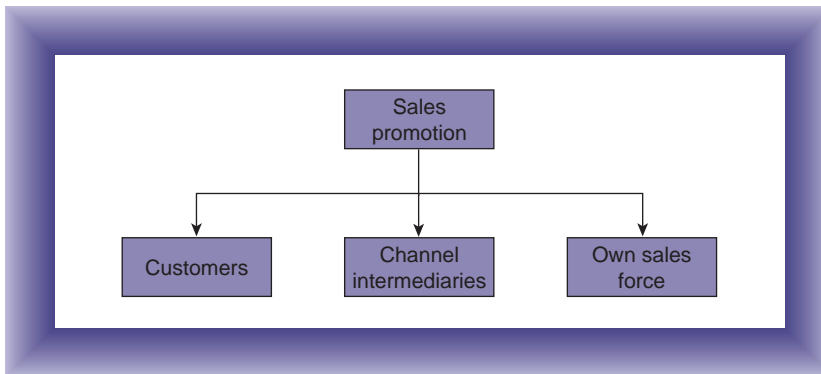 Sales
promotion
Customers
Channel
intermediaries
Own sales
force